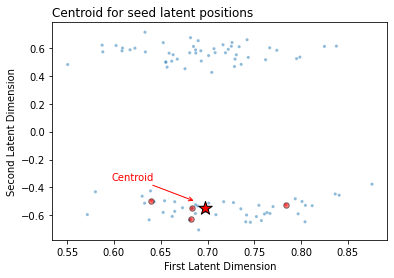 Centroid for seed latent positions
Second Latent Dimension
0.6
0.4
0.2
0.0
−0.2
−0.4
−0.6
Centroid
0.55 0.60 0.65 0.70 0.75 0.80 0.85
First Latent Dimension